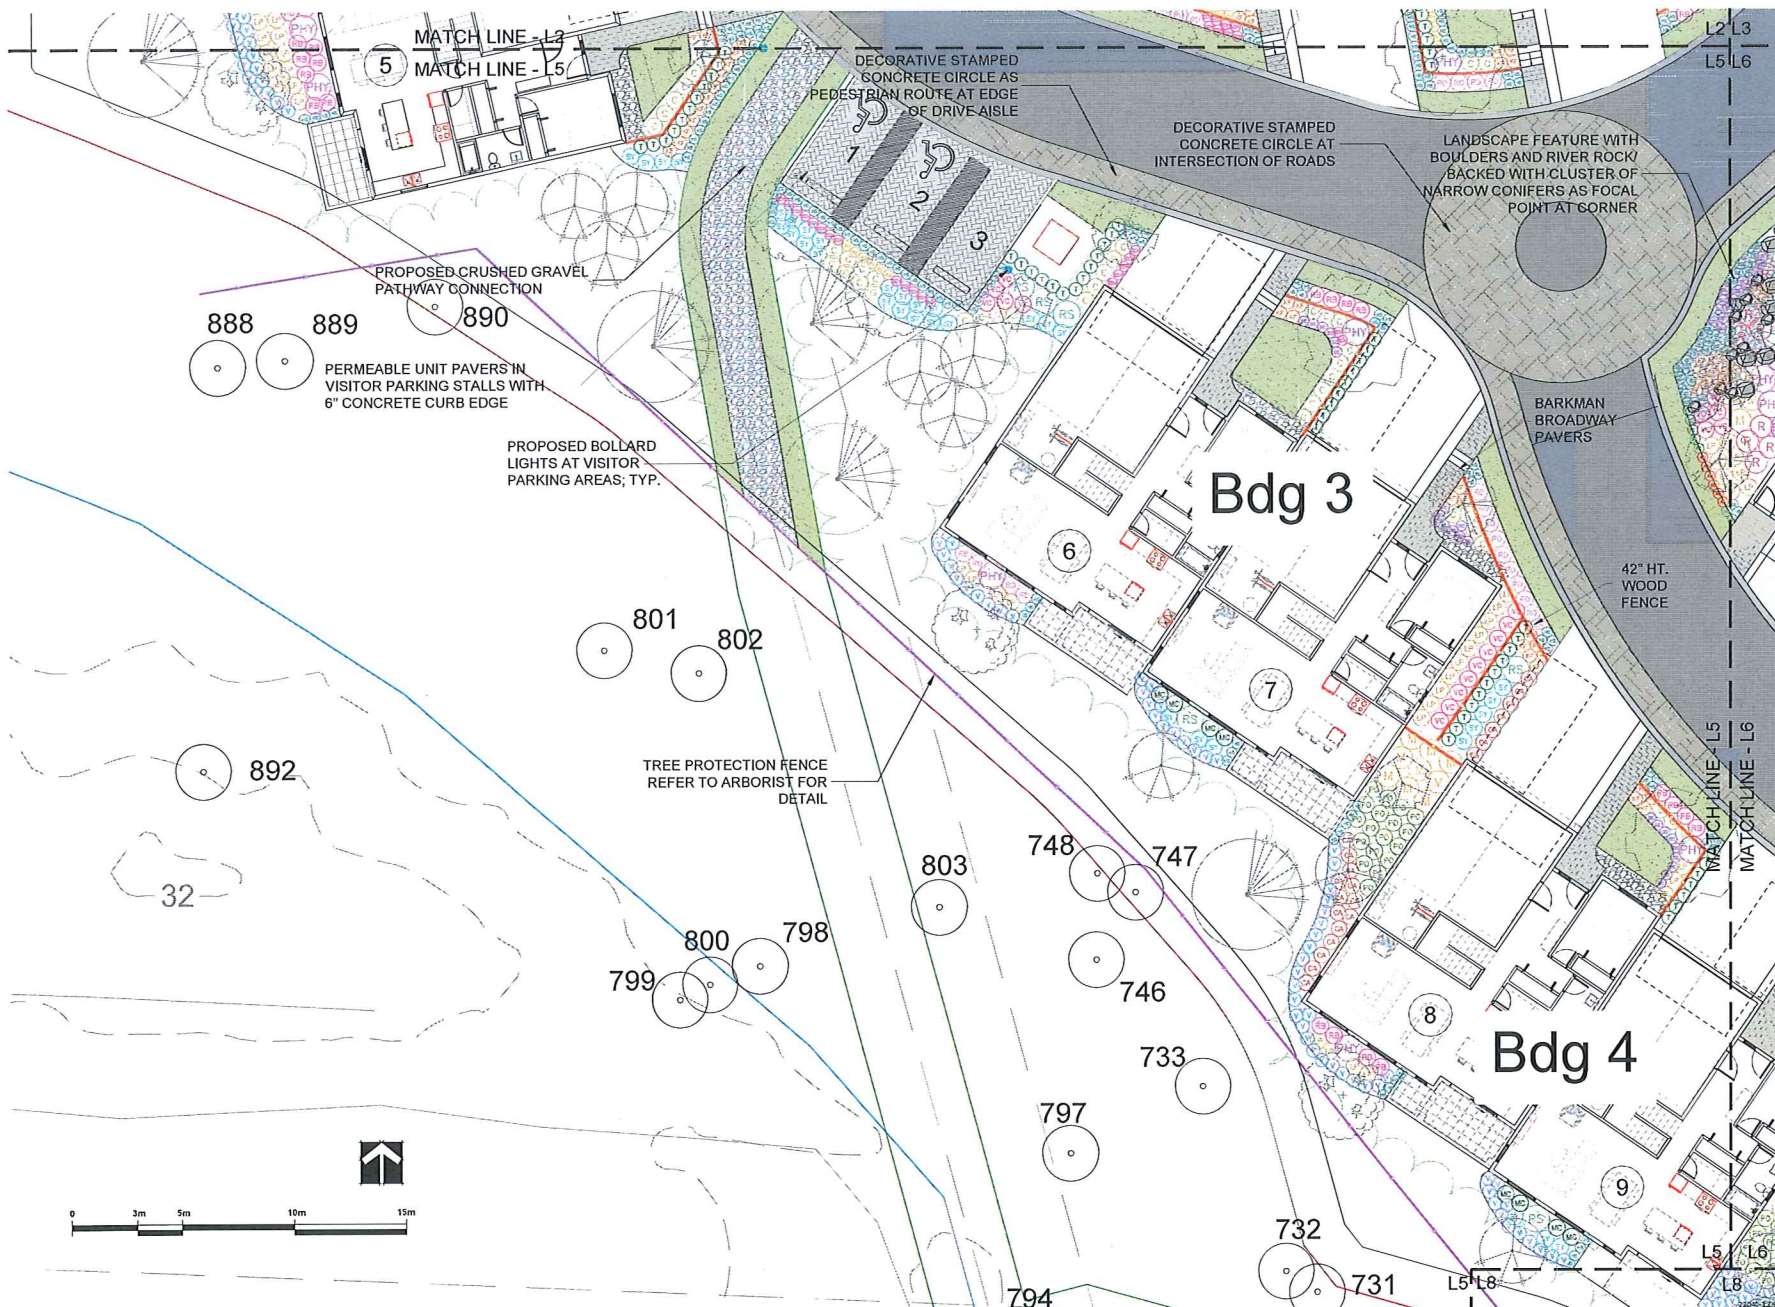 MATCH LINE - L2
MATCH LINE - L5
L2 L3
L5 L6
5
DECORATIVE STAMPED
CONCRETE CIRCLE AS
PEDESTRIAN ROUTE AT EDGE
OF DRIVE AISLE
DECORATIVE STAMPED
CONCRETE CIRCLE AT
INTERSECTION OF ROADS
LANDSCAPE FEATURE WITH
BOULDERS AND RIVER ROCK/
BACKED WITH CLUSTER OF
NARROW CONIFERS AS FOCAL
POINT AT CORNER
1
2
3
PROPOSED CRUSHED GRAVEL
PATHWAY CONNECTION
888
889
890
PERMEABLE UNIT PAVERS IN
VISITOR PARKING STALLS WITH
6" CONCRETE CURB EDGE
PROPOSED BOLLARD
LIGHTS AT VISITOR
PARKING AREAS; TYP.
BARKMAN
BROADWAY
PAVERS
Bdg 3
6
7
42" HT.
WOOD
FENCE
801
802
892
TREE PROTECTION FENCE
REFER TO ARBORIST FOR
DETAIL
MATCH LINE - L5
MATCH LINE - L6
32
803
748
747
746
800
798
799
733
797
8
Bdg 4
9
0 3m 5m 10m 15m
732
731
794
L5 L6
L5 L8
L8